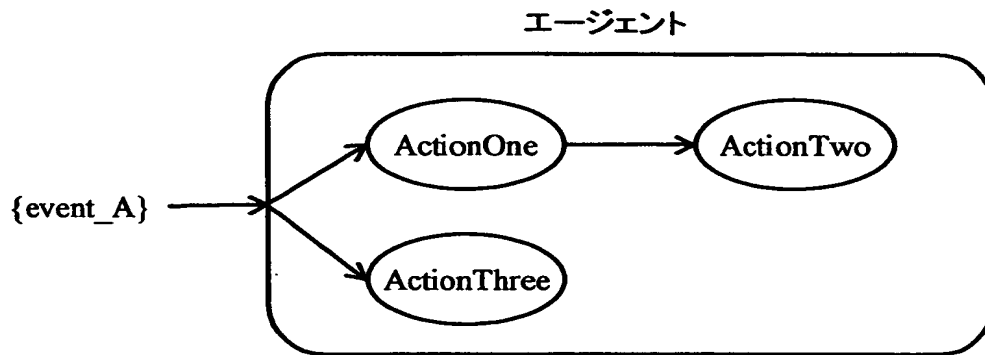 エージェント
ActionOne
ActionTwo
{event_A}
ActionThree